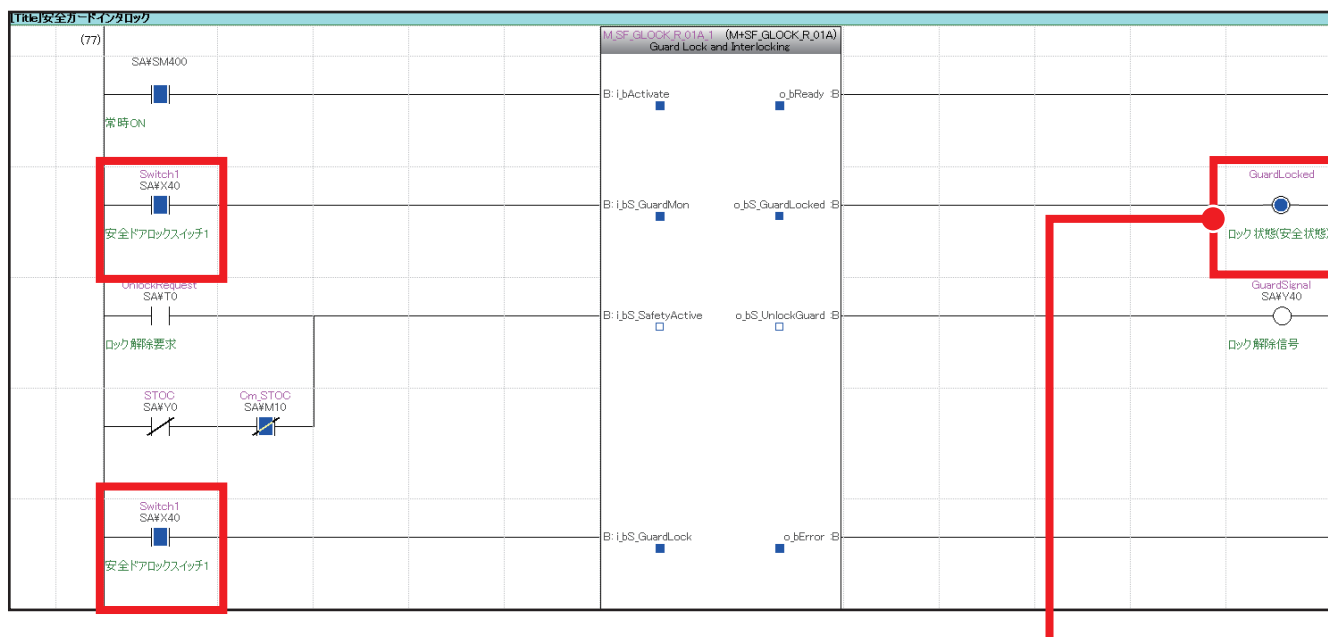 [Title]安全ガードインタロック
(77)
M_SF_GLOCK_R_01A_1 (M+SF_GLOCK_R_01A)
Guard Lock and Interlocking
SA¥SM400
B: i_bActivate
o_bReady :B
常時ON
Switch1
SA¥X40
B: i_bS_GuardMon
o_bS_GuardLocked :B
GuardLocked
安全ドアロックスイッチ1
ロック状態(安全状態)
UnlockRequest
SA¥T0
B: i_bS_SafetyActive
o_bS_UnlockGuard :B
GuardSignal
SA¥Y40
ロック解除要求
ロック解除信号
STOC
SA¥Y0
Cm_STOC
SA¥M10
Switch1
SA¥X40
B: i_bS_GuardLock
o_bError :B
安全ドアロックスイッチ1